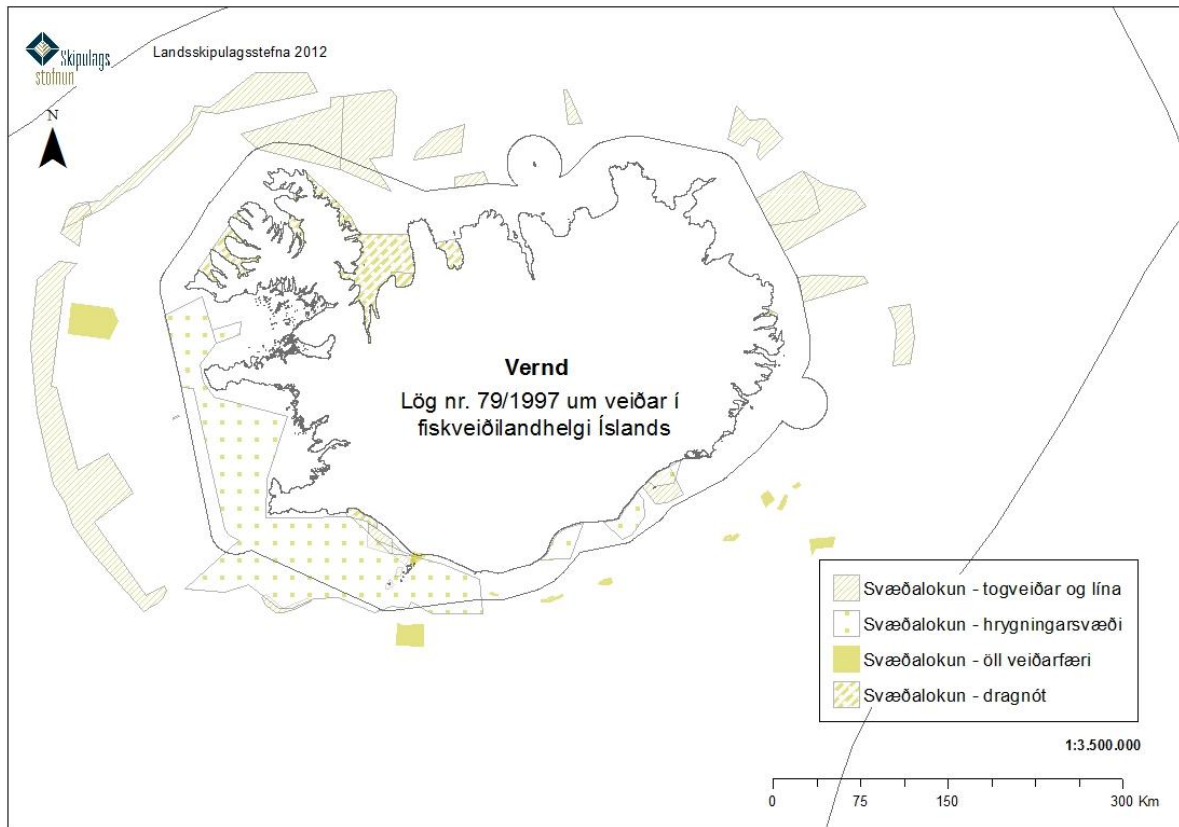 Skipulags
stofnun
Landsskipulagsstefna 2012
N
Vernd
Lög nr. 79/1997 um veiðar í
fiskveiðilandhelgi Íslands
Svæðalokun - togveiðar og lína
Svæðalokun - hrygningarsvæði
Svæðalokun - öll veiðarfæri
Svæðalokun - dragnót
1:3.500.000
0 75 150 300 Km